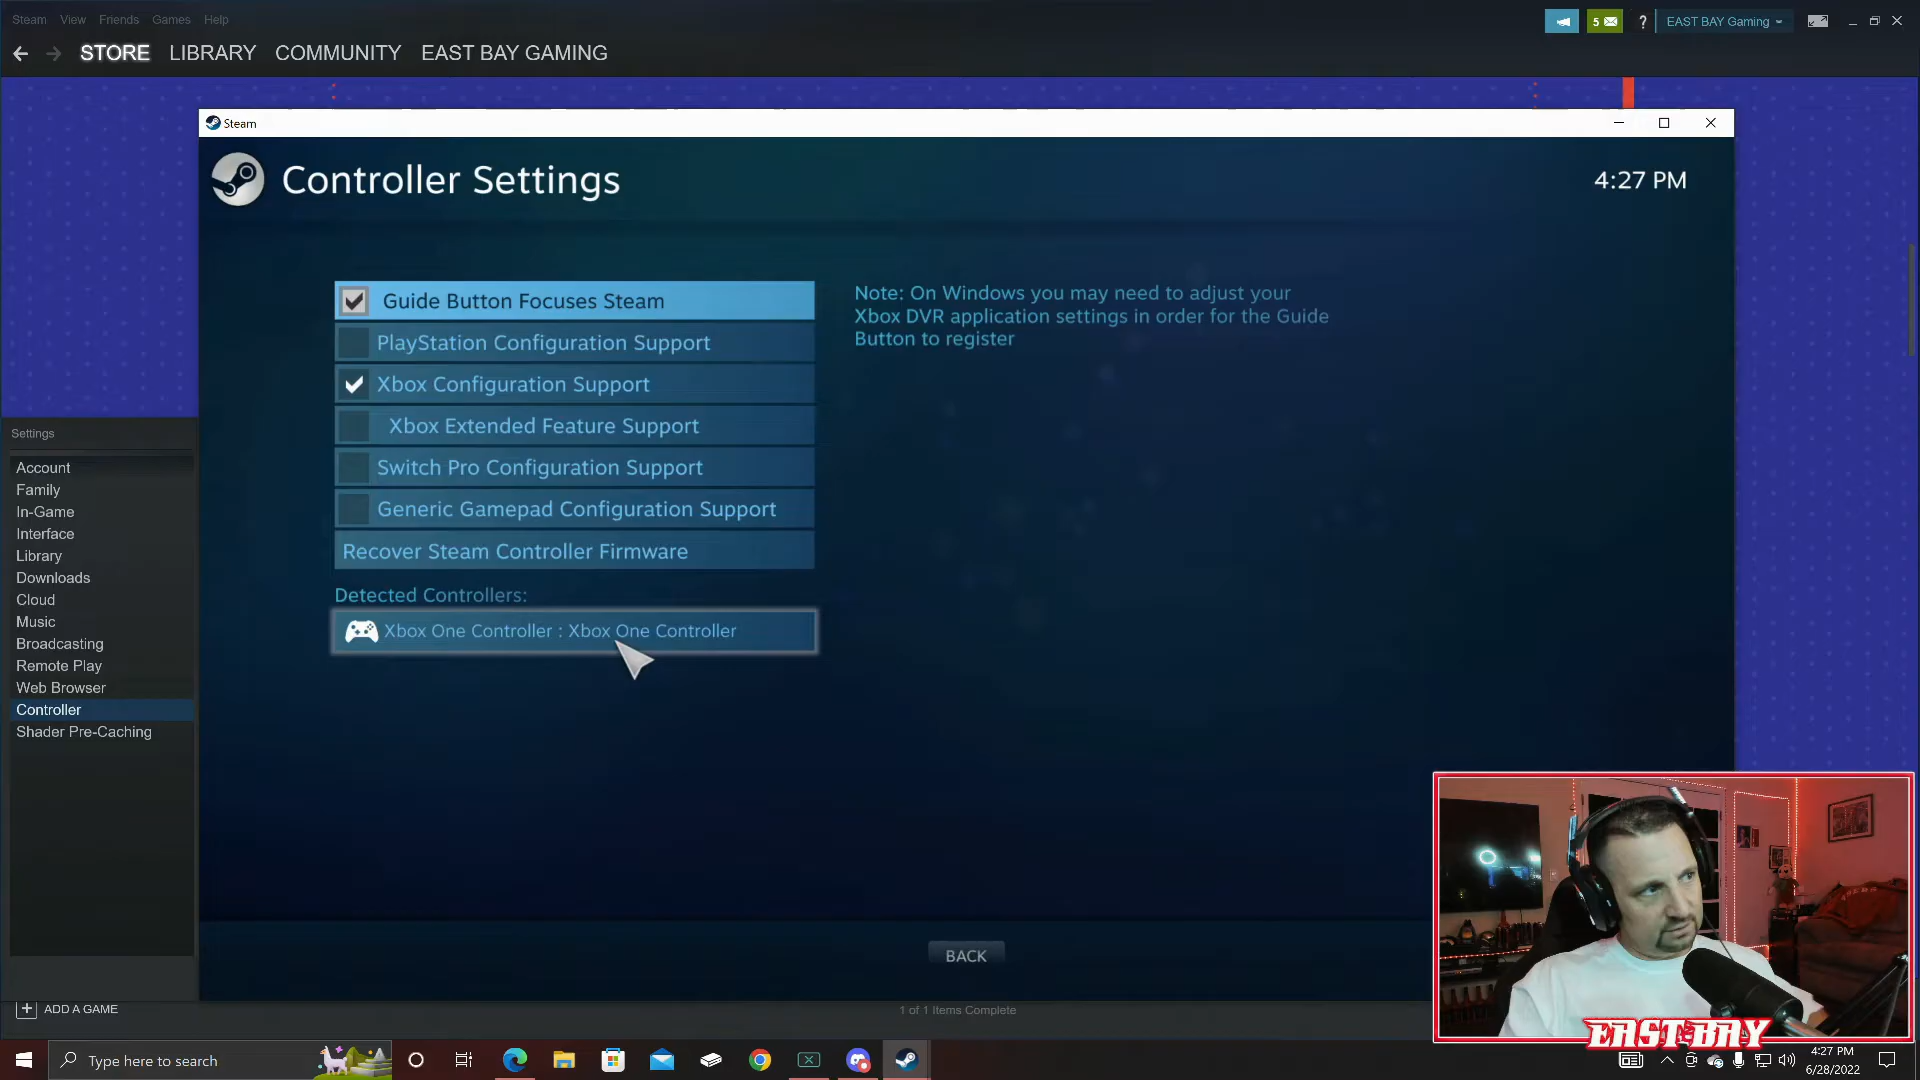 Steam View Friends Games Help
5 ? EAST BAY Gaming
STORE LIBRARY COMMUNITY EAST BAY GAMING
Steam
Controller Settings
4:27 PM
Guide Button Focuses Steam
PlayStation Configuration Support
Xbox Configuration Support
Xbox Extended Feature Support
Switch Pro Configuration Support
Generic Gamepad Configuration Support
Recover Steam Controller Firmware
Detected Controllers:
Xbox One Controller : Xbox One Controller
Note: On Windows you may need to adjust your
Xbox DVR application settings in order for the Guide
Button to register
Settings
Account
Family
In-Game
Interface
Library
Downloads
Cloud
Music
Broadcasting
Remote Play
Web Browser
Controller
Shader Pre-Caching
BACK
ADD A GAME
1 of 1 Items Complete
EAST BAY
Type here to search
4:27 PM
6/28/2022